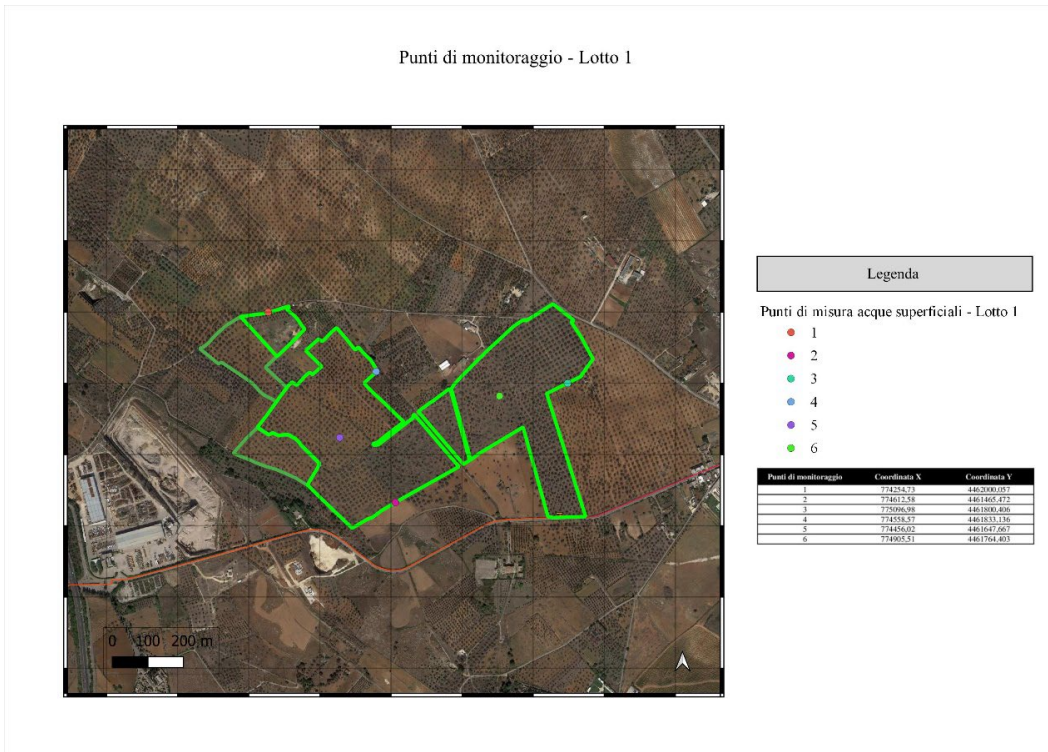 Punti di monitoraggio - Lotto 1
Legenda
Punti di misura acque superficiali - Lotto 1
1
2
3
4
5
6
Punti di monitoraggio Coordinata X Coordinata Y
1 774254,73 4462000,057
2 774612,58 4461465,472
3 775096,98 4461800,406
4 774558,57 4461833,136
5 774456,02 4461647,667
6 774905,51 4461764,403
0 100 200 m